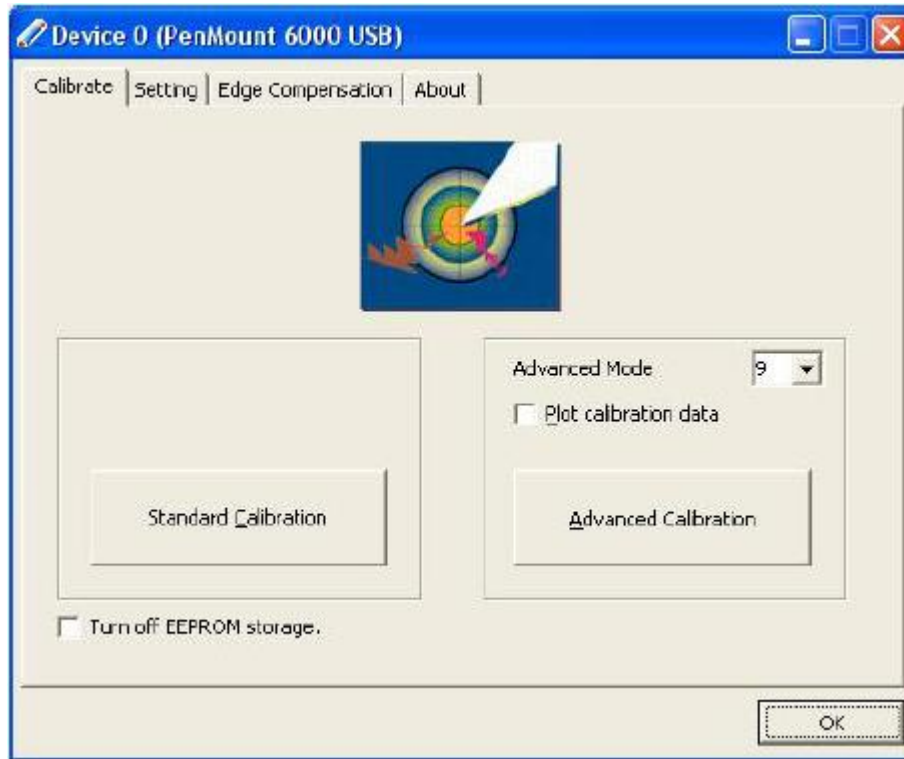 Device 0 (PenMount 6000 USB)
Calibrate Setting Edge Compensation About
Advanced Mode 9
Plot calibration data
Standard Calibration
Advanced Calibration
Turn off EEPROM storage.
OK